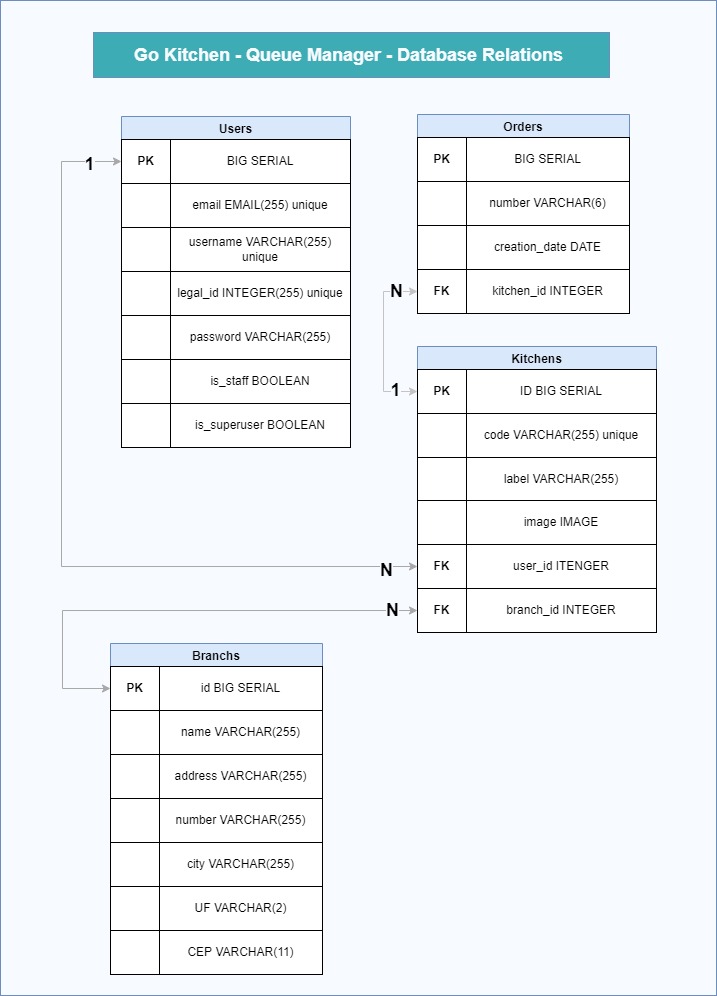 Go Kitchen - Queue Manager - Database Relations
Users
1
PK
BIG SERIAL
email EMAIL(255) unique
username VARCHAR(255)
unique
legal_id INTEGER(255) unique
password VARCHAR(255)
is_staff BOOLEAN
is_superuser BOOLEAN
Orders
PK
BIG SERIAL
number VARCHAR(6)
creation_date DATE
N
FK
kitchen_id INTEGER
Kitchens
1
PK
ID BIG SERIAL
code VARCHAR(255) unique
label VARCHAR(255)
image IMAGE
N
FK
user_id ITENGER
N
FK
branch_id INTEGER
Branchs
PK
id BIG SERIAL
name VARCHAR(255)
address VARCHAR(255)
number VARCHAR(255)
city VARCHAR(255)
UF VARCHAR(2)
CEP VARCHAR(11)